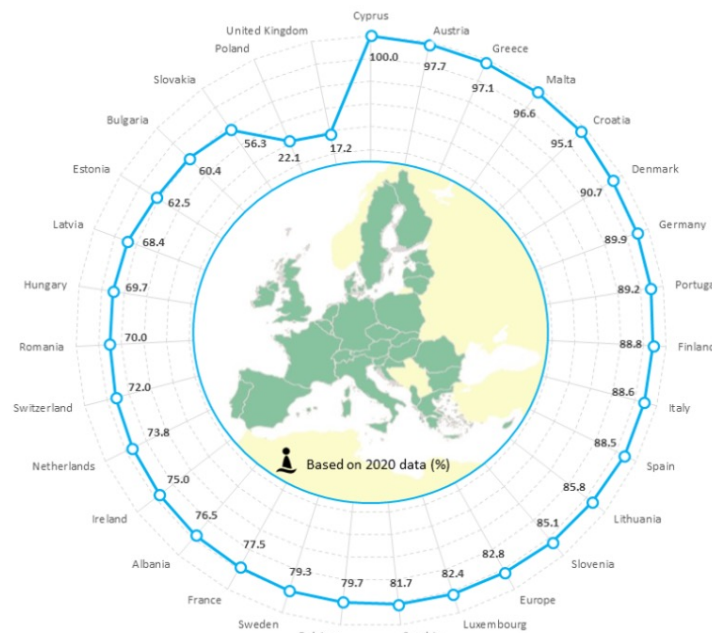 Cyprus
100.0
Austria
97.7
Greece
97.1
Malta
96.6
Croatia
95.1
Denmark
90.7
Germany
89.9
Portuga
89.2
Finland
88.8
Italy
88.6
Spain
88.5
Lithuania
85.8
Slovenia
85.1
Europe
82.8
Luxembourg
82.4
81.7
79.7
Sweden
79.3
France
77.5
Albania
76.5
Ireland
75.0
Netherlands
73.8
Switzerland
72.0
Romania
70.0
Hungary
69.7
Latvia
68.4
Estonia
62.5
Bulgaria
60.4
Slovakia
56.3
Poland
22.1
United Kingdom
17.2
Based on 2020 data (%)